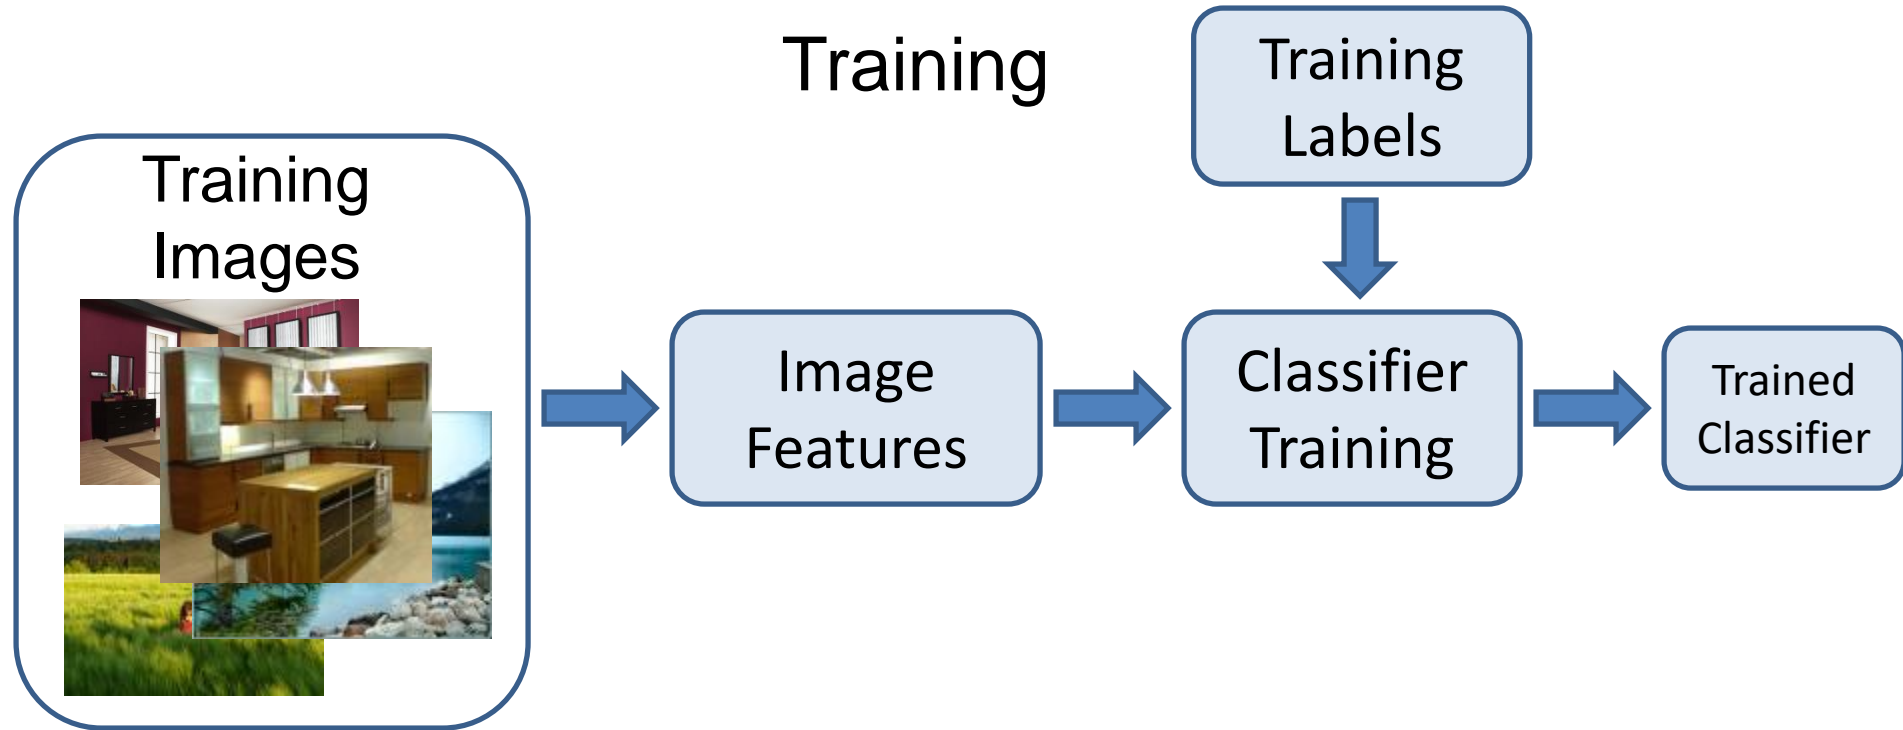 Training
Training
Labels
Training
Images
Image
Features
Classifier
Training
Trained
Classifier